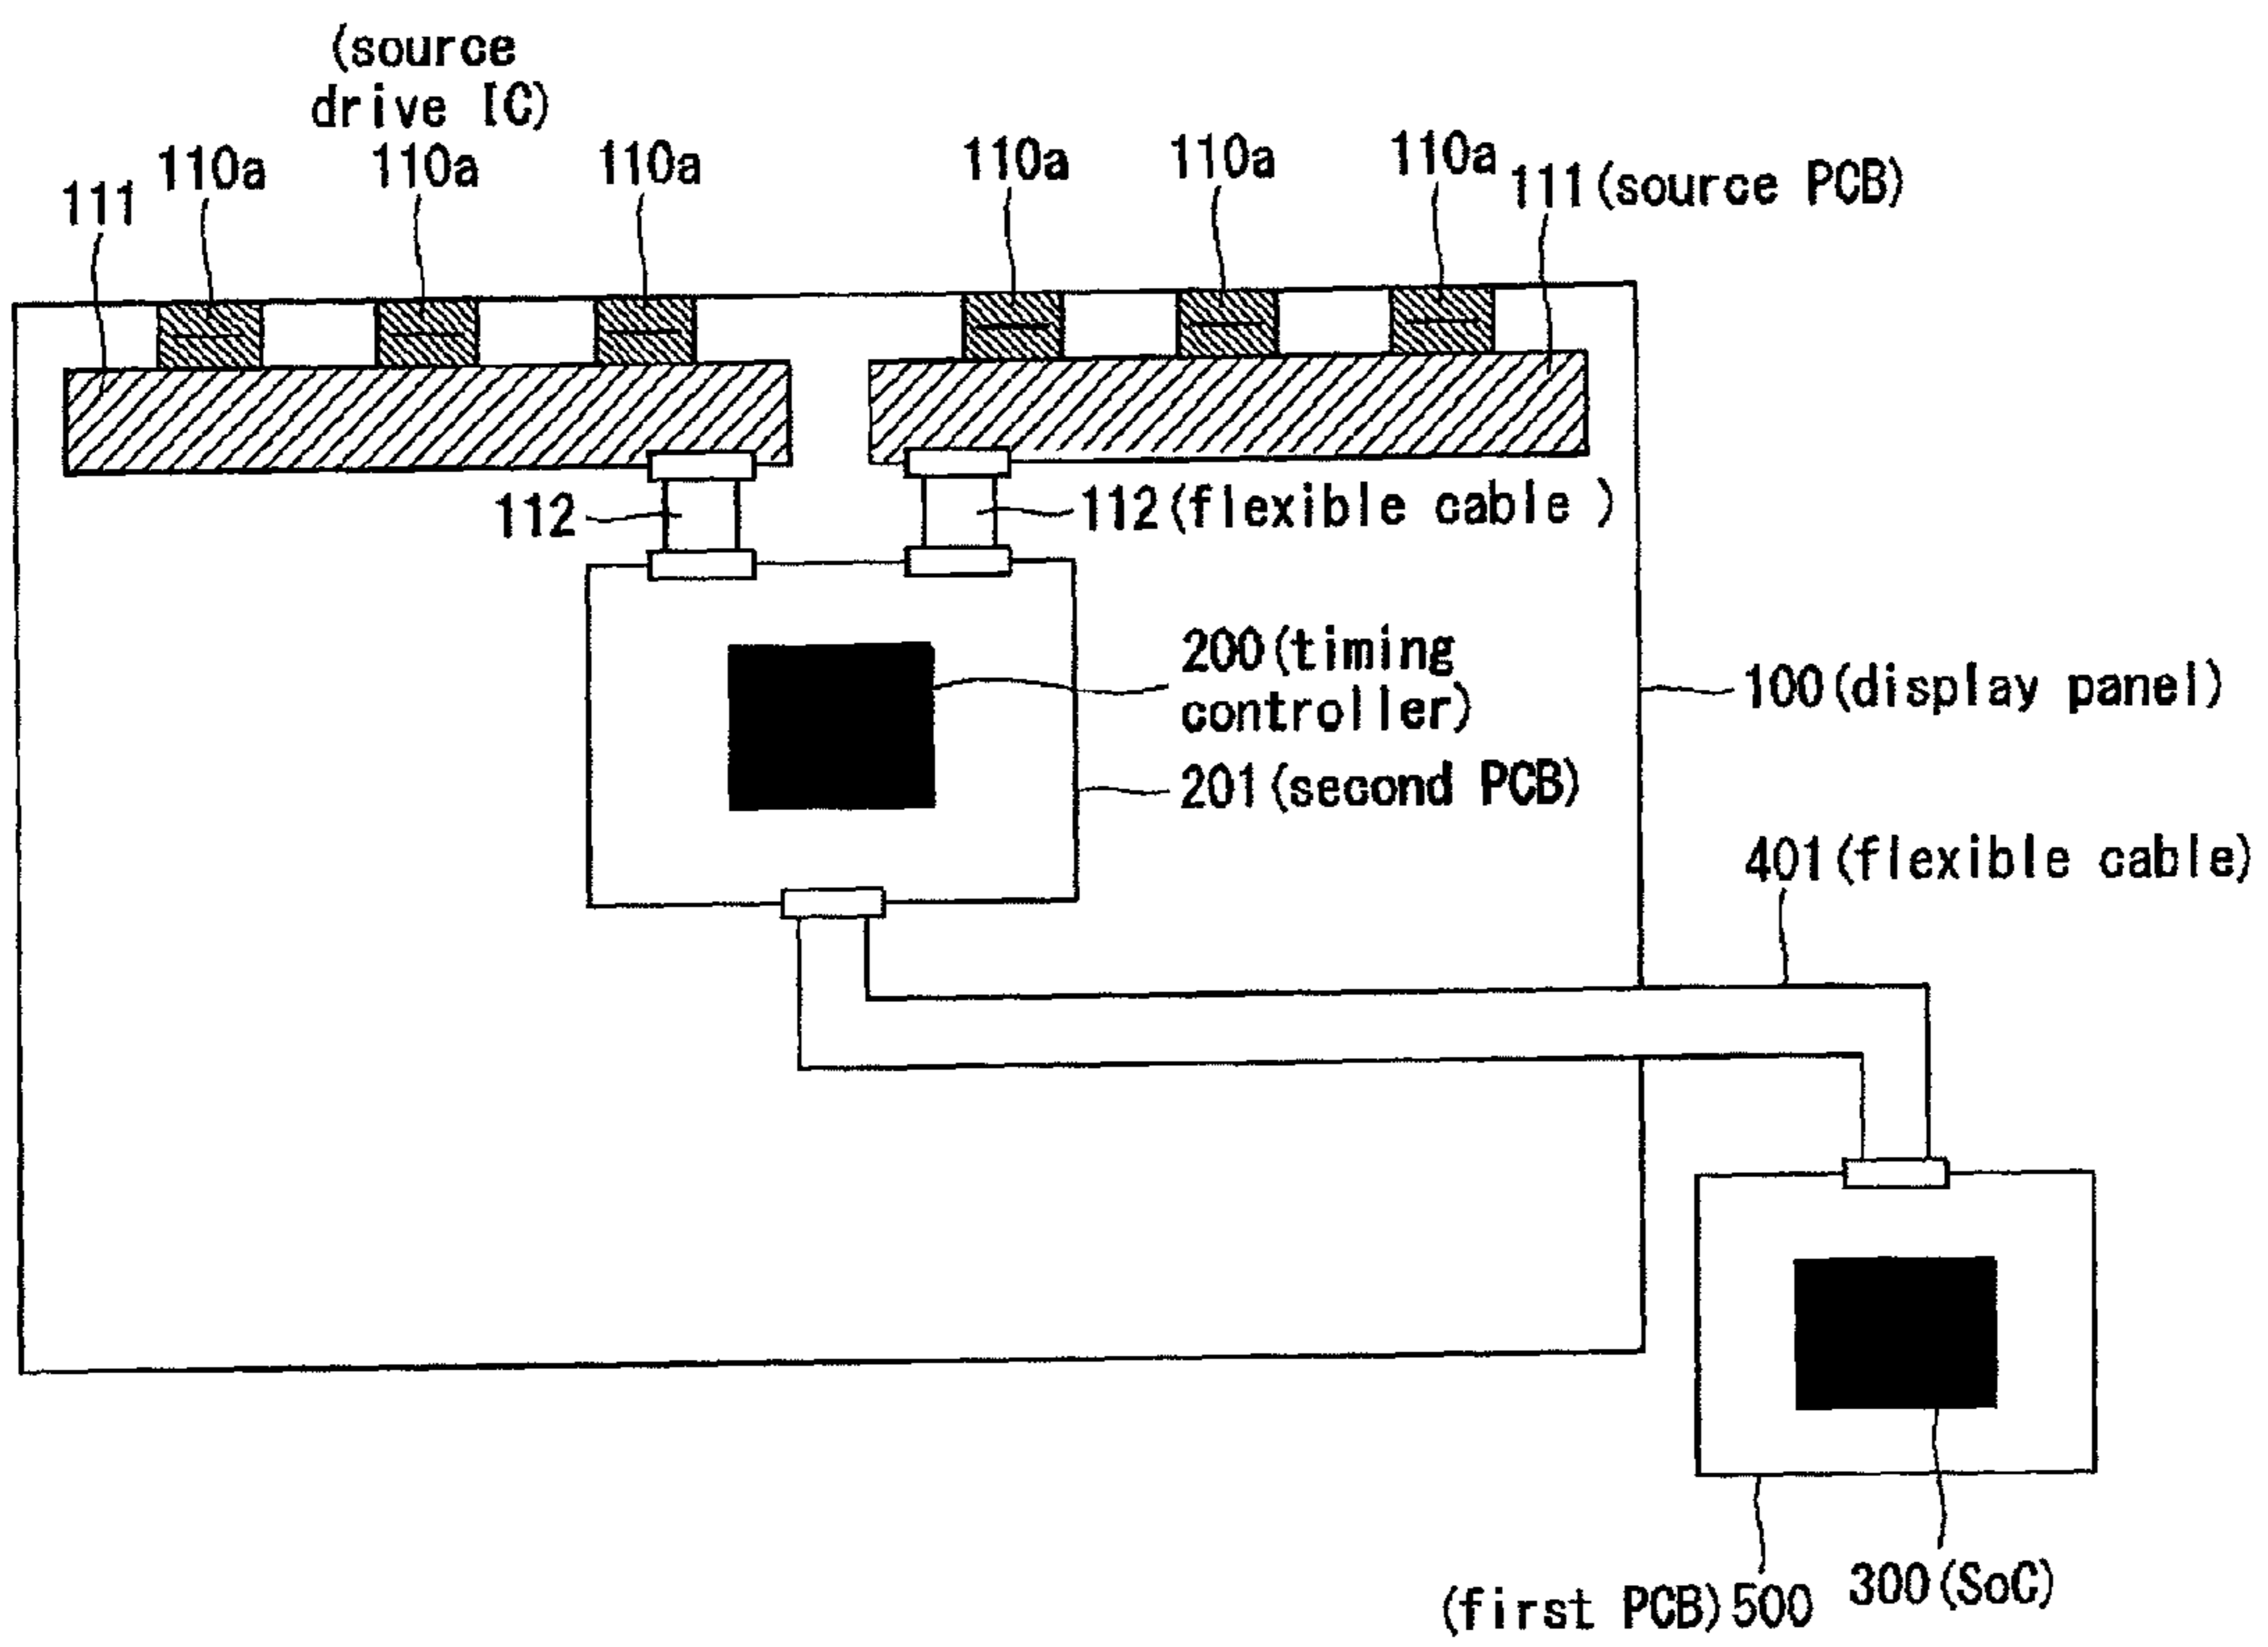 (source
drive IC)
111 110a 110a 110a 110a 110a 110a 111(source PCB)
112 112(flexible cable )
200(timing
controller)
100(display panel)
201(second PCB)
401(flexible cable)
(first PCB)500 300(SoC)